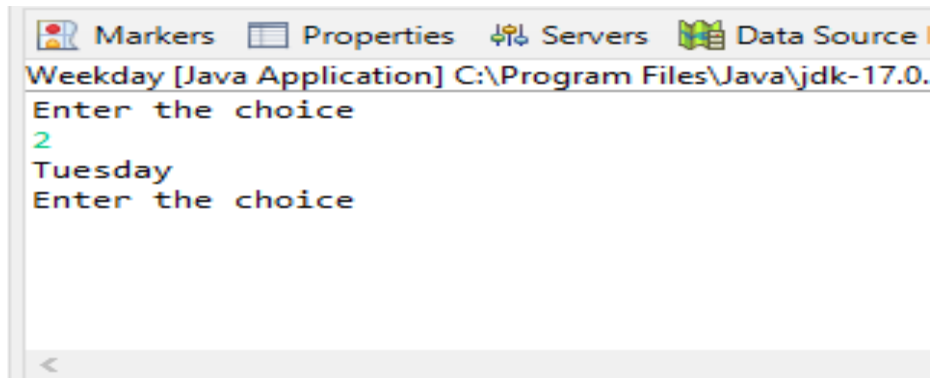 Markers Properties Servers Data Source
Weekday [Java Application] C:\Program Files\Java\jdk-17.0.
Enter the choice
2
Tuesday
Enter the choice